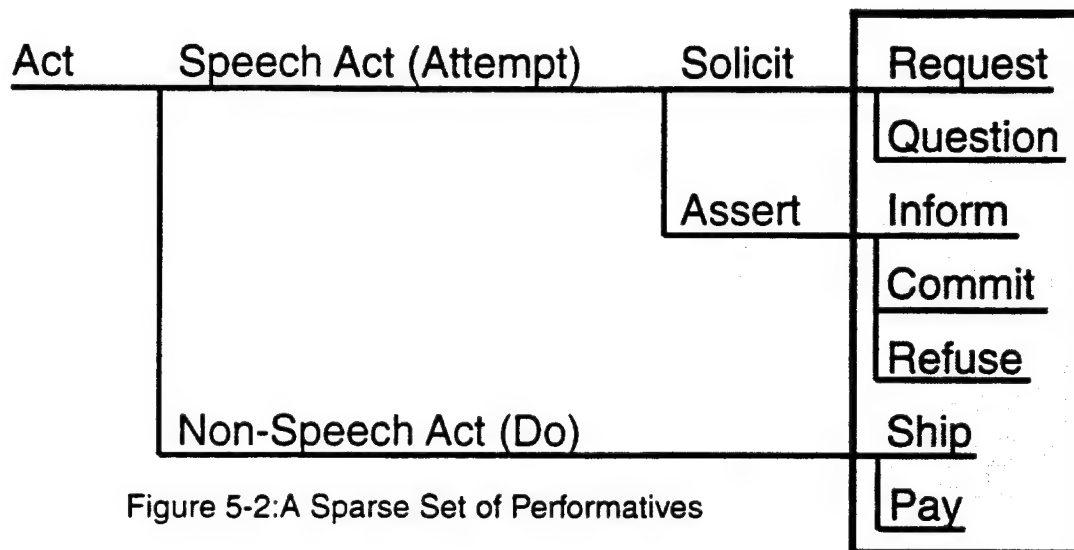 Act Speech Act (Attempt) Solicit Request
Question
Assert Inform
Commit
Refuse
Non-Speech Act (Do) Ship
Pay
Figure 5-2:A Sparse Set of Performatives